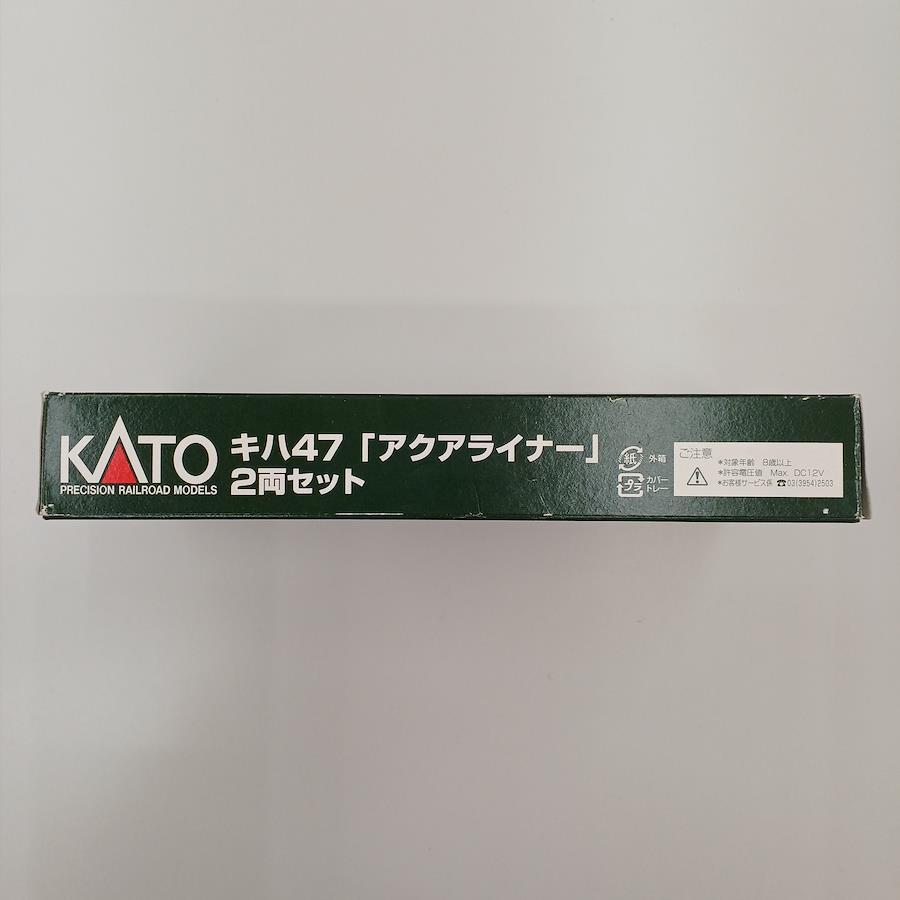 KATO
PRECISION RAILROAD MODELS
キハ47「アクアライナー」
2両セット
紙 外箱
プラ カバー
トレー
ご注意
*対象年齢 8歳以上
*許容電圧値 Max. DC12V
*お客様サービス係 ☎03(3954)2503